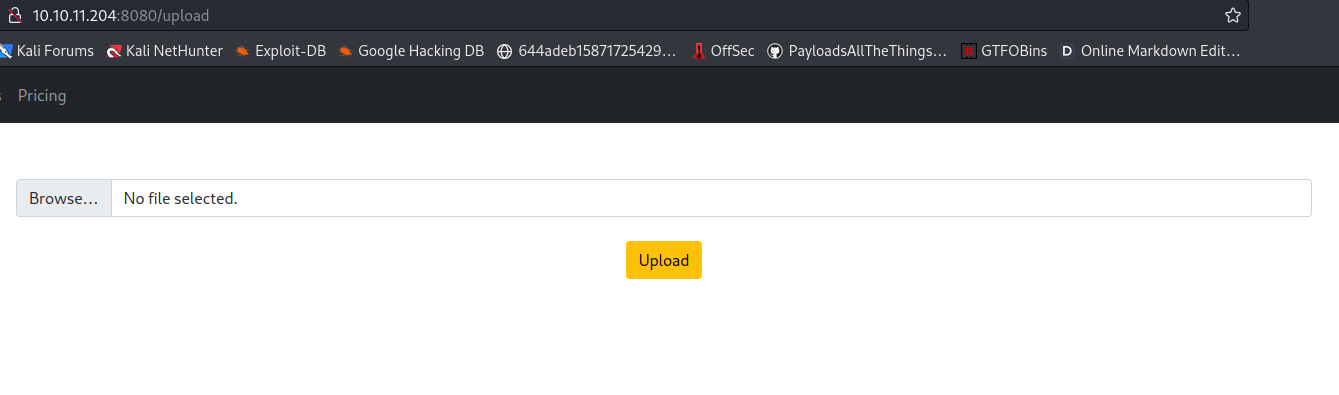 10.10.11.204:8080/upload
Kali Forums Kali NetHunter Exploit-DB Google Hacking DB 644adeb15871725429… OffSec PayloadsAllTheThings… GTFOBins D Online Markdown Edit…
s Pricing
Browse… No file selected.
Upload